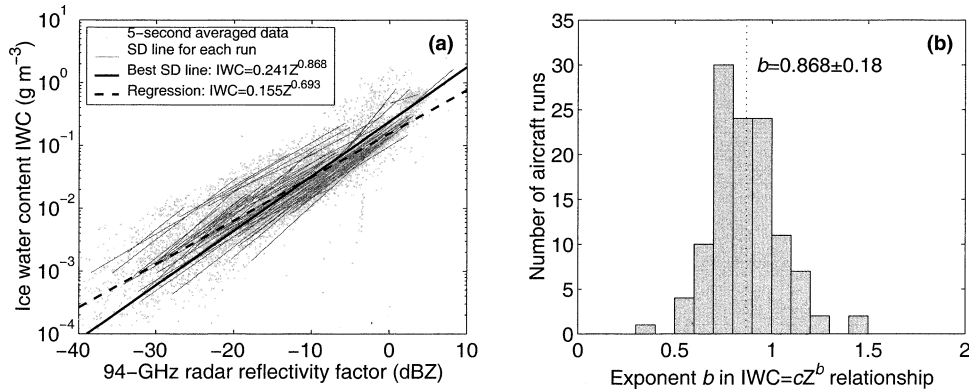 (a)
5-second averaged data
SD line for each run
Best SD line: IWC=0.241Z^0.868
Regression: IWC=0.155Z^0.693
Ice water content IWC (g m^-3)
10^1
10^0
10^-1
10^-2
10^-3
10^-4
-40 -30 -20 -10 0 10
94-GHz radar reflectivity factor (dBZ)
(b)
b=0.868±0.18
Number of aircraft runs
35
30
25
20
15
10
5
0
0 0.5 1 1.5 2
Exponent b in IWC=cZ^b relationship